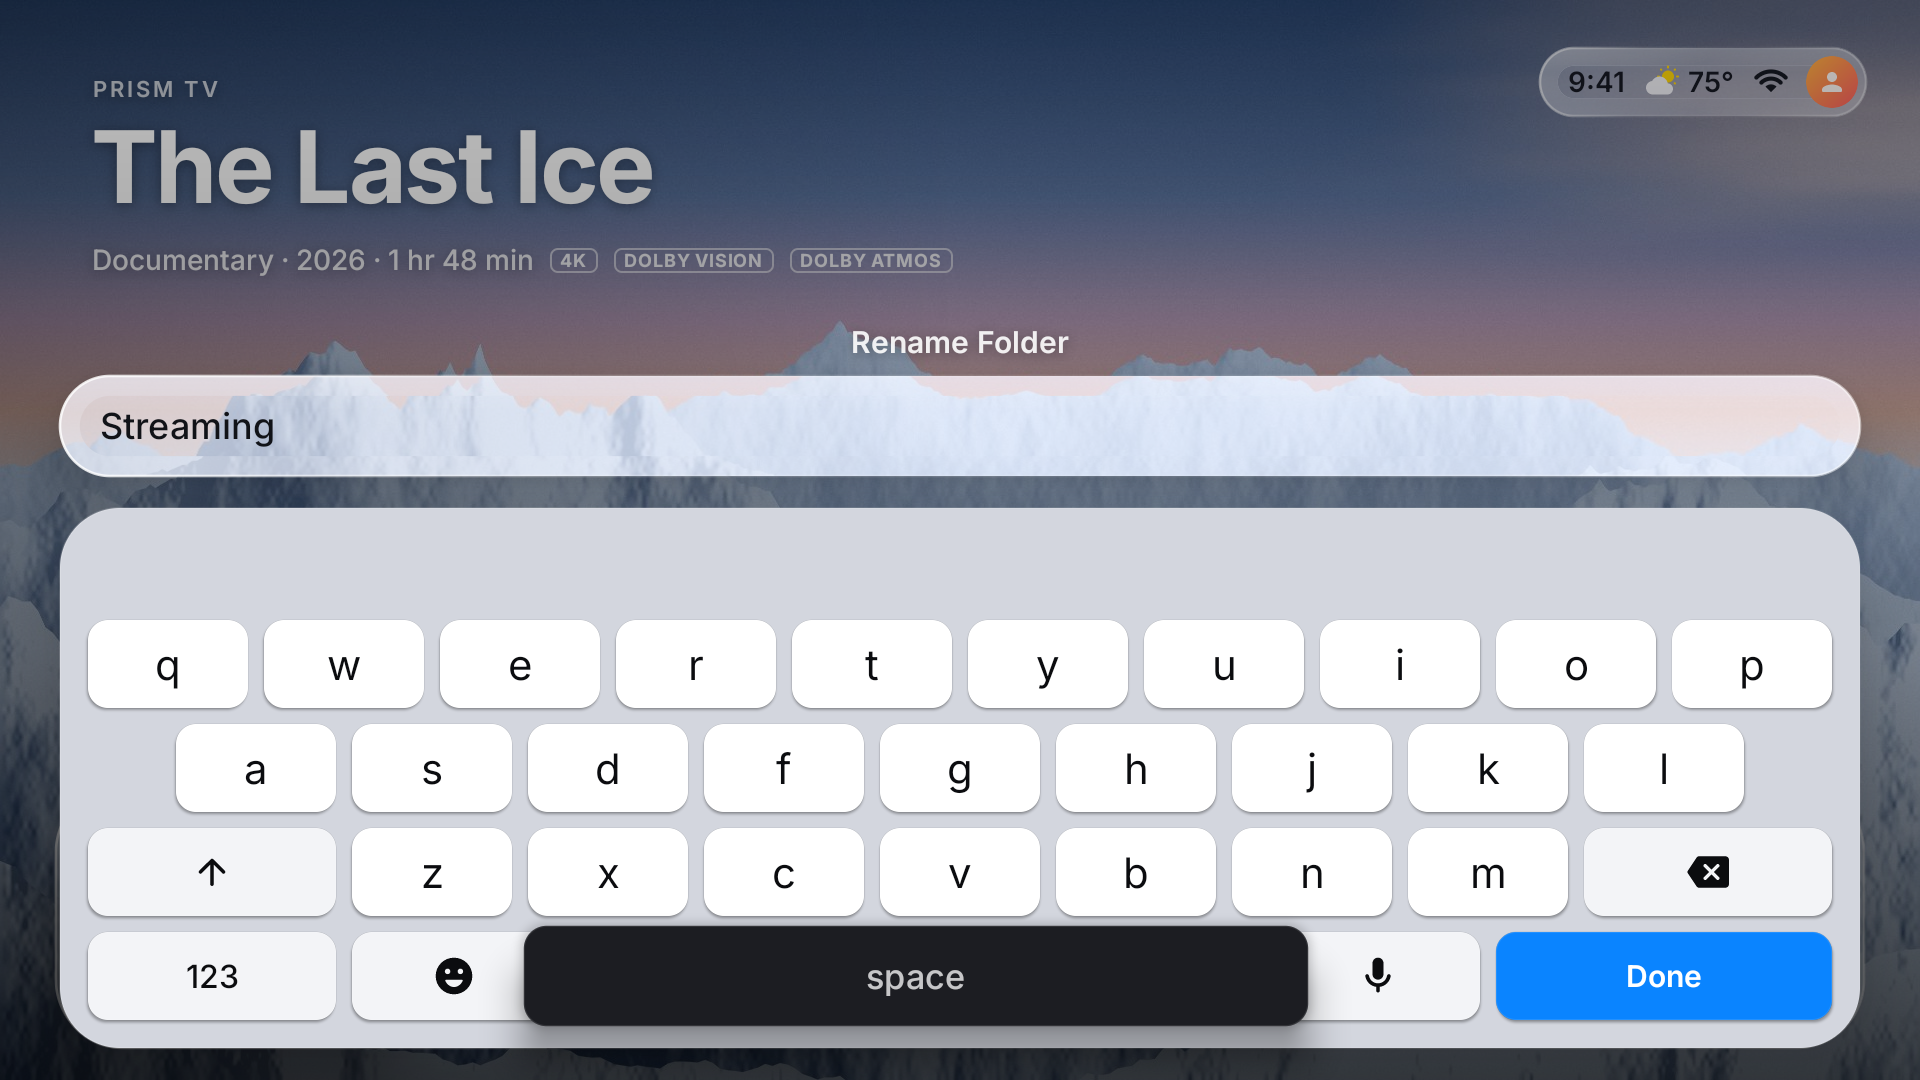 PRISM TV
9:41 75°
The Last Ice
Documentary · 2026 · 1 hr 48 min 4K DOLBY VISION DOLBY ATMOS
Rename Folder
Streaming
q w e r t y u i o p
a s d f g h j k l
z x c v b n m
123 space Done